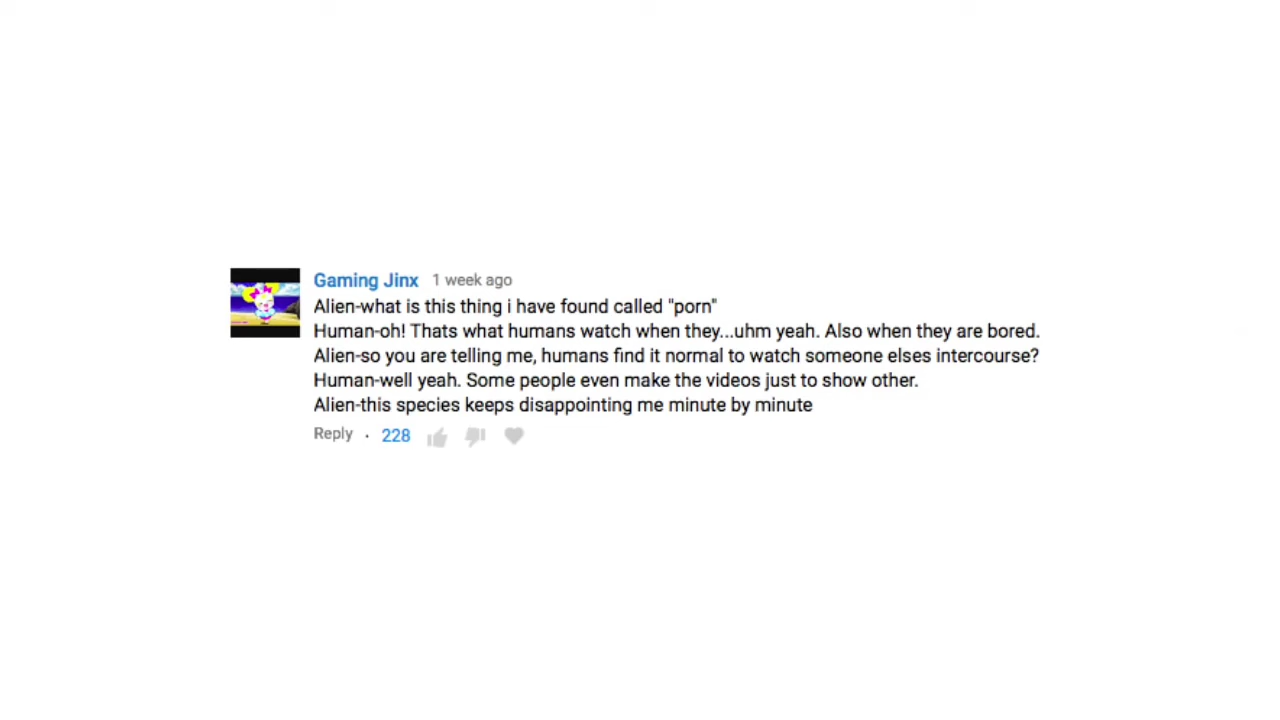 Gaming Jinx 1 week ago
Alien-what is this thing i have found called "porn"
Human-oh! Thats what humans watch when they...uhm yeah. Also when they are bored.
Alien-so you are telling me, humans find it normal to watch someone elses intercourse?
Human-well yeah. Some people even make the videos just to show other.
Alien-this species keeps disappointing me minute by minute
Reply · 228